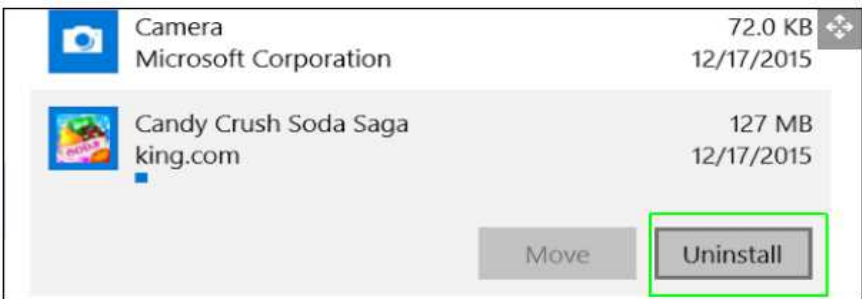 Camera
72.0 KB
Microsoft Corporation
12/17/2015
Candy Crush Soda Saga
127 MB
SODA
king.com
12/17/2015
Move
Uninstall